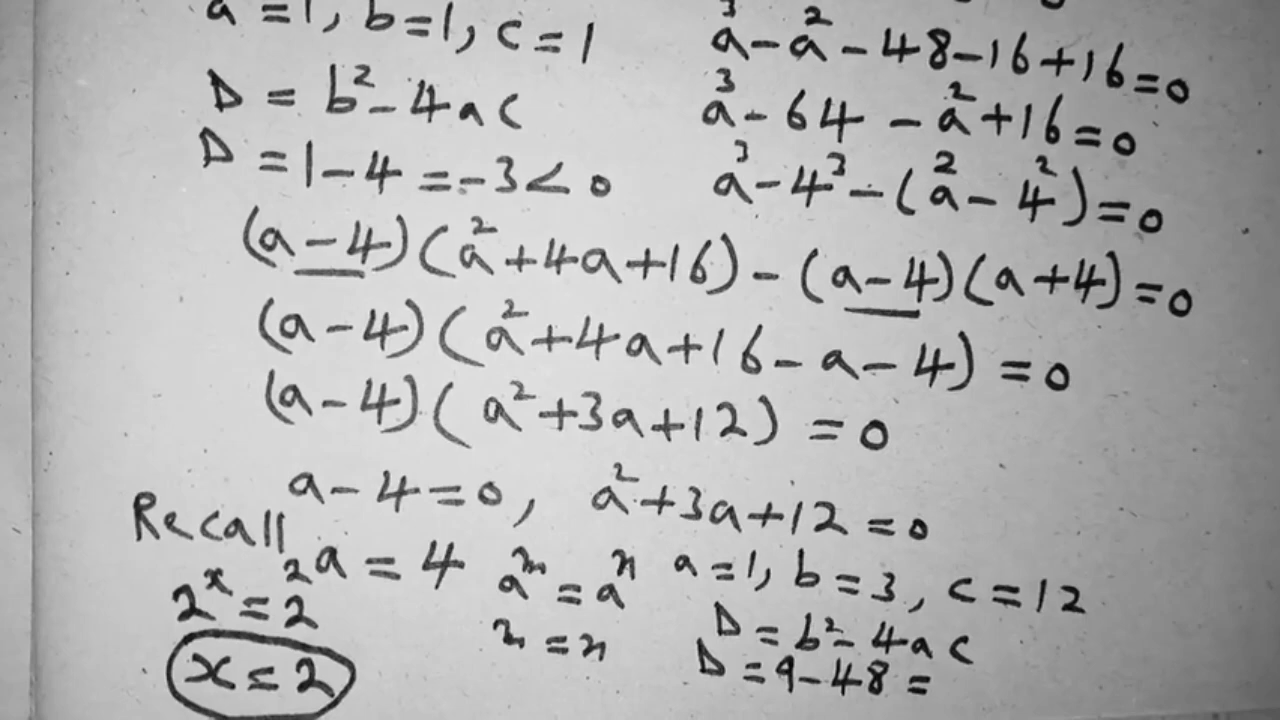 a = 1, b = 1, c = 1
D = b² - 4ac
D = 1 - 4 = -3 < 0
a³ - a² - 48 - 16 + 16 = 0
a³ - 64 - a² + 16 = 0
a³ - 4³ - (a² - 4²) = 0
(a - 4)(a² + 4a + 16) - (a - 4)(a + 4) = 0
(a - 4)(a² + 4a + 16 - a - 4) = 0
(a - 4)(a² + 3a + 12) = 0
a - 4 = 0, a² + 3a + 12 = 0
Recall
a = 4
2ˣ = 2²
x = 2
aᵐ = aⁿ
m = n
a = 1, b = 3, c = 12
D = b² - 4ac
D = 9 - 48 =